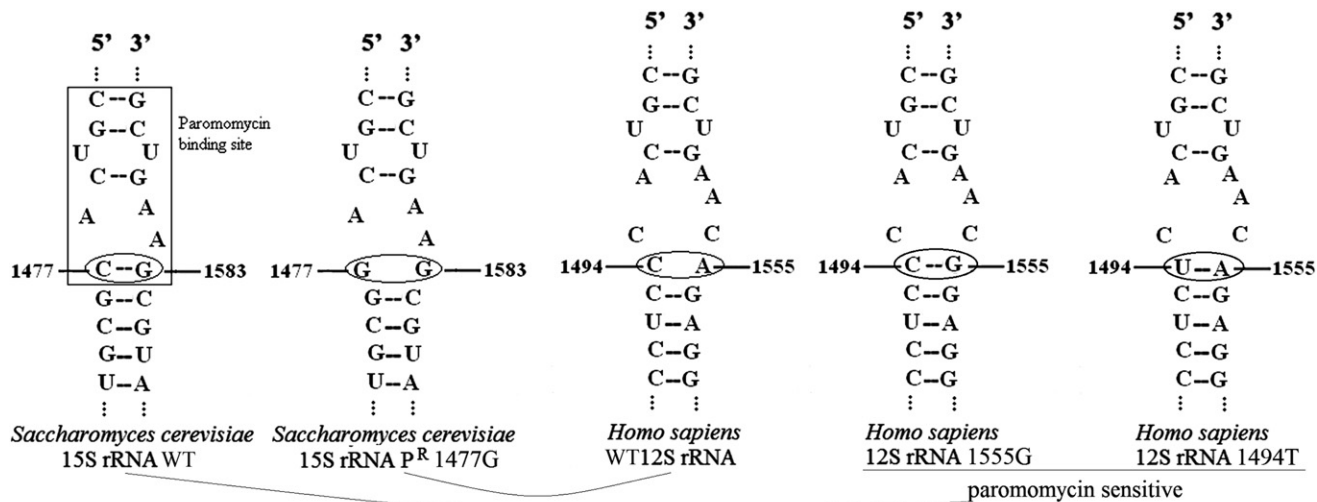 5’ 3’
C--G
G--C
U U
C--G
A A
A
1477 C--G 1583
G--C
C--G
G--U
U--A
Paromomycin
binding site
Saccharomyces cerevisiae
15S rRNA WT
5’ 3’
C--G
G--C
U U
C--G
A A
A
1477 G G 1583
G--C
C--G
G--U
U--A
Saccharomyces cerevisiae
15S rRNA Pᴿ 1477G
5’ 3’
C--G
G--C
U U
C--G
A A
A
C C
1494 C A 1555
C--G
U--A
C--G
C--G
Homo sapiens
WT12S rRNA
5’ 3’
C--G
G--C
U U
C--G
A A
A
C C
1494 C--G 1555
C--G
U--A
C--G
C--G
Homo sapiens
12S rRNA 1555G
5’ 3’
C--G
G--C
U U
C--G
A A
A
C C
1494 U--A 1555
C--G
U--A
C--G
C--G
Homo sapiens
12S rRNA 1494T
paromomycin sensitive